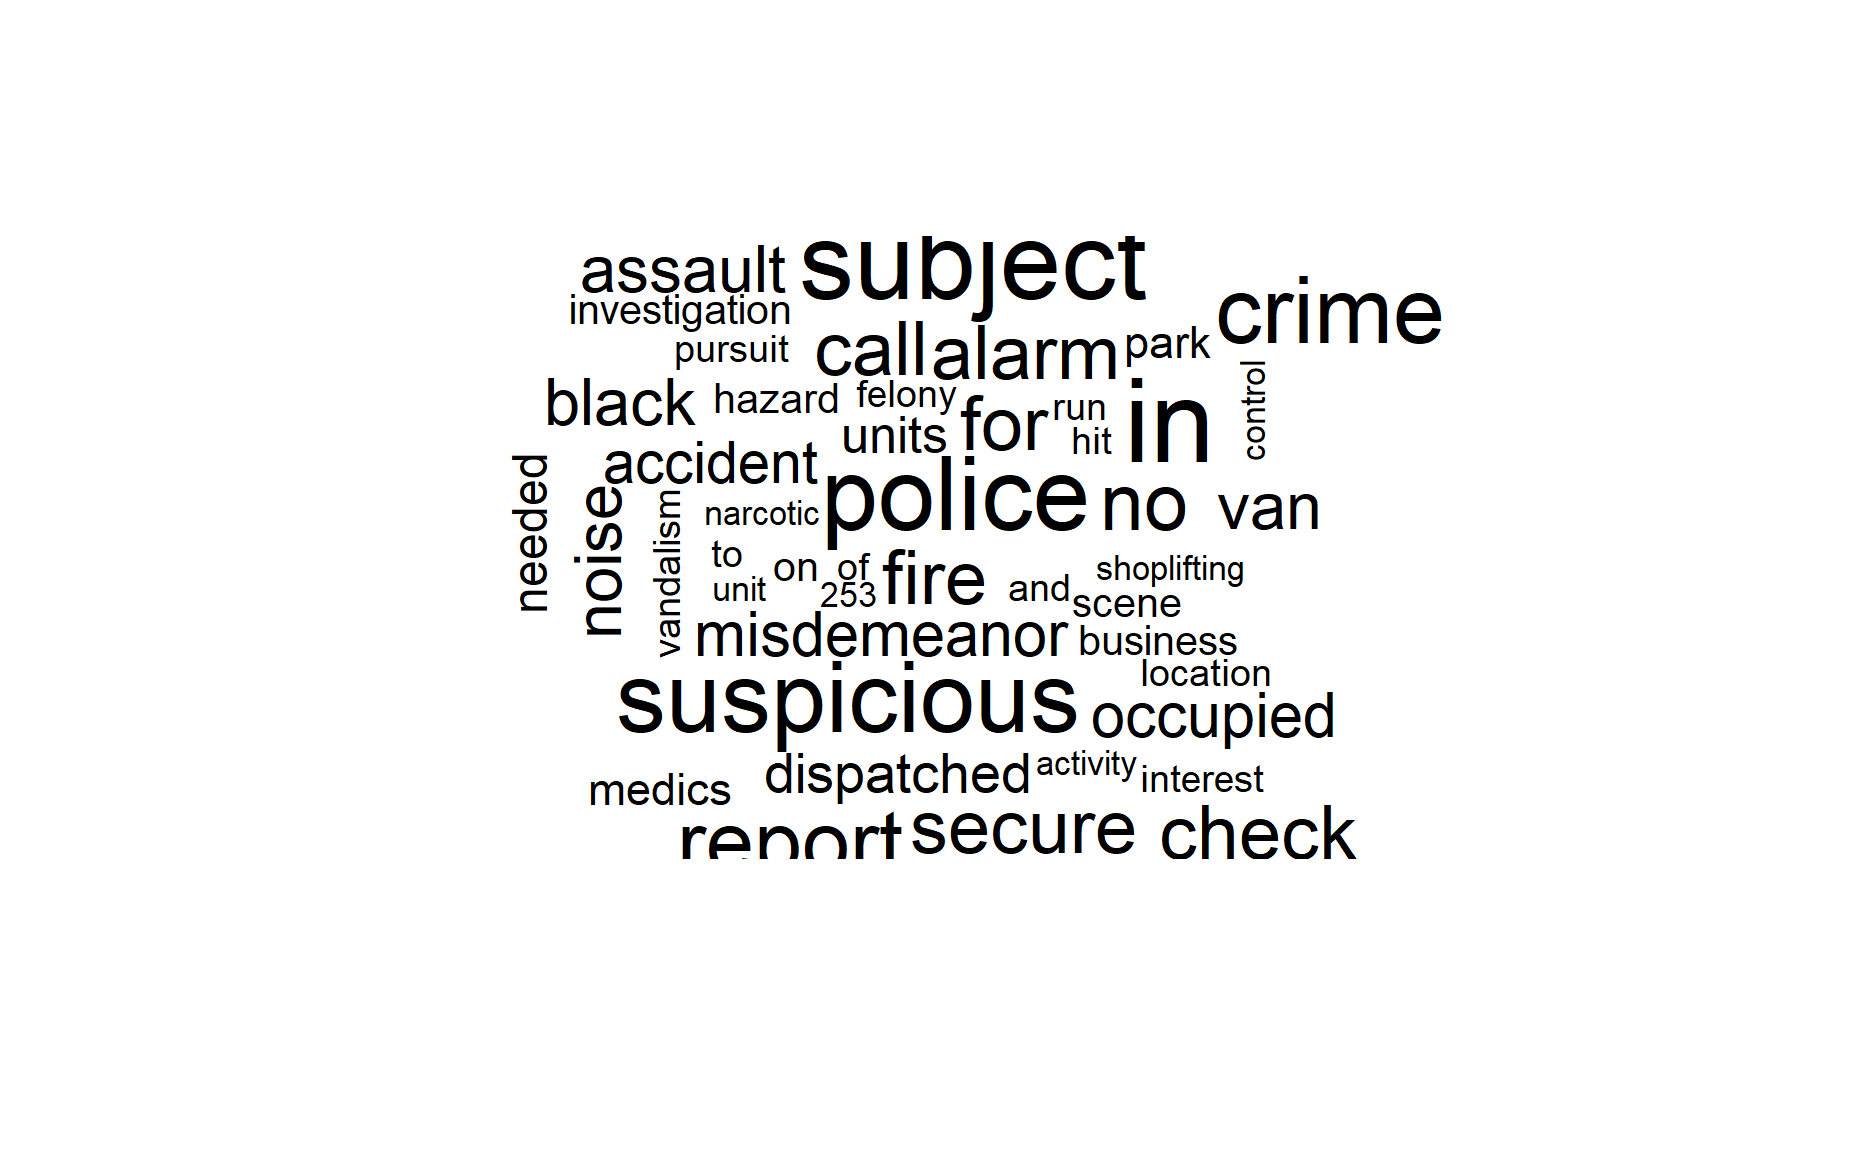 assault
subject
crime
investigation
pursuit
call
alarm
park
control
black
hazard
felony
for
run
in
units
hit
accident
needed
noise
vandalism
narcotic
police
no
van
to
on
of
fire
shoplifting
unit
253
and
scene
misdemeanor
business
suspicious
location
occupied
dispatched
activity
interest
medics
report
secure
check